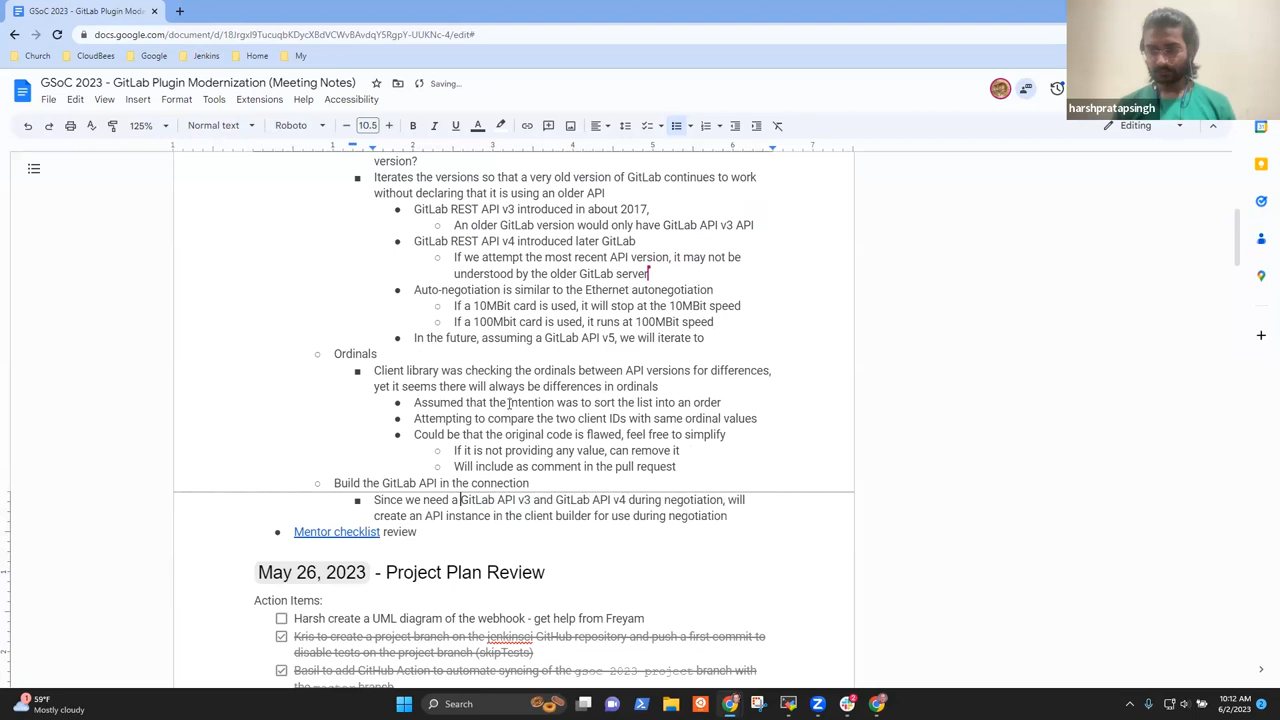 GSoC 2023 - GitLab Plugin Mode
docs.google.com/document/d/18JrgxI9TucuqbKDycXBdVCWvBAvqY5RgpY-UUKNc-4/edit#
Church
CloudBees
Google
Jenkins
Home
My
GSoC 2023 - GitLab Plugin Modernization (Meeting Notes)
Saving...
File Edit View Insert Format Tools Extensions Accessibility
harshpratapsingh
125%
Normal text
Roboto
10.5
Editing
1 1 2 3 4 5 6 7
version?
Iterates the versions so that a very old version of GitLab continues to work
without declaring that it is using an older API
GitLab REST API v3 introduced in about 2017,
An older GitLab version would only have GitLab API v3 API
GitLab REST API v4 introduced later GitLab
If we attempt the most recent API version, it may not be
understood by the older GitLab server
Auto-negotiation is similar to the Ethernet autonegotiation
If a 10MBit card is used, it will stop at the 10MBit speed
If a 100Mbit card is used, it runs at 100MBit speed
In the future, assuming a GitLab API v5, we will iterate to
Ordinals
Client library was checking the ordinals between API versions for differences,
yet it seems there will always be differences in ordinals
Assumed that the intention was to sort the list into an order
Attempting to compare the two client IDs with same ordinal values
Could be that the original code is flawed, feel free to simplify
If it is not providing any value, can remove it
Will include as comment in the pull request
Build the GitLab API in the connection
Since we need a GitLab API v3 and GitLab API v4 during negotiation, will
create an API instance in the client builder for use during negotiation
Mentor checklist review
May 26, 2023 - Project Plan Review
Action Items:
Harsh create a UML diagram of the webhook - get help from Freyam
Kris to create a project branch on the jenkinsci GitHub repository and push a first commit to
disable tests on the project branch (skipTests)
Basil to add GitHub Action to automate syncing of the gsoc-2023-project branch with
the master branch
59°F
Mostly cloudy
Search
10:12 AM
6/2/2023